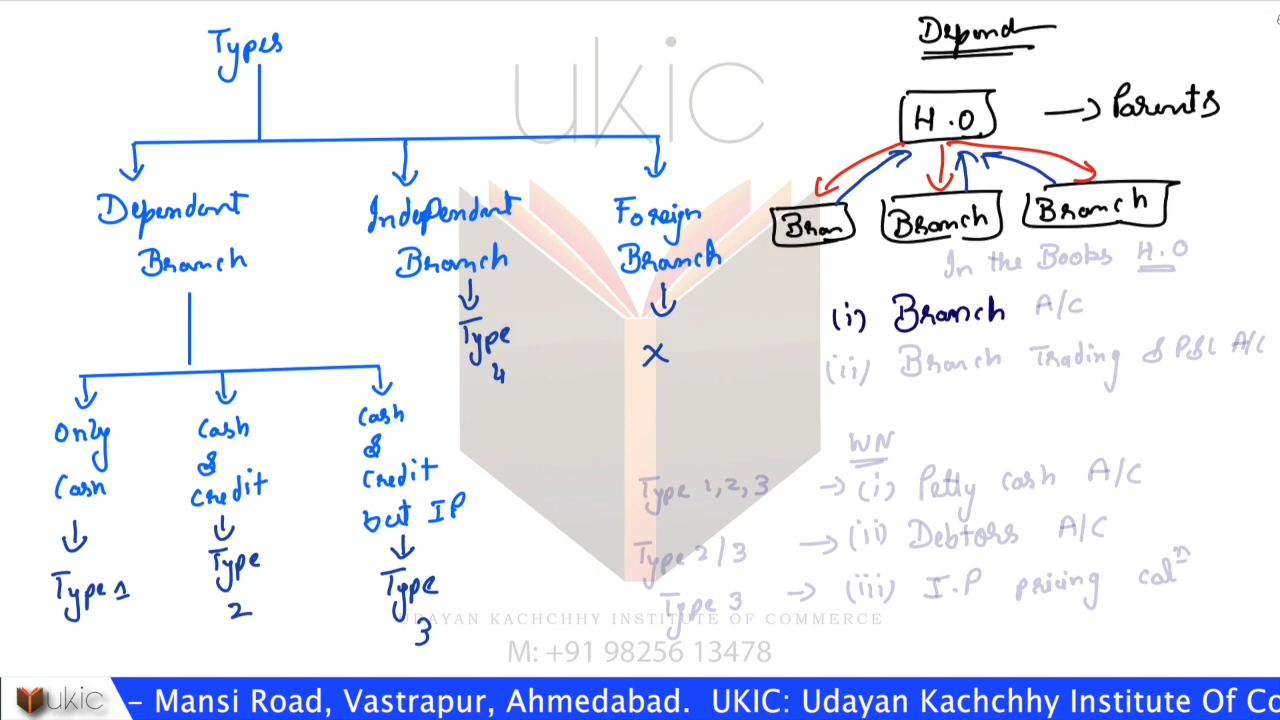 Types
Dependant
Branch
Independant
Branch
↓
Type
4
Foreign
Branch
↓
X
Only
Cash
↓
Type 1
Cash
&
Credit
↓
Type
2
Cash
&
Credit
but IP
↓
Type
3
Depend
H.O → Parents
Bran Branch Branch
In the Books H.O
(i) Branch A/C
(ii) Branch Trading & P&L A/C
WN
Type 1,2,3 → (i) Petty cash A/C
Type 2/3 → (ii) Debtors A/C
Type 3 → (iii) I.P pricing calⁿ
ukic
UDAYAN KACHCHHY INSTITUTE OF COMMERCE
M: +91 98256 13478
ukic – Mansi Road, Vastrapur, Ahmedabad. UKIC: Udayan Kachchhy Institute Of Co